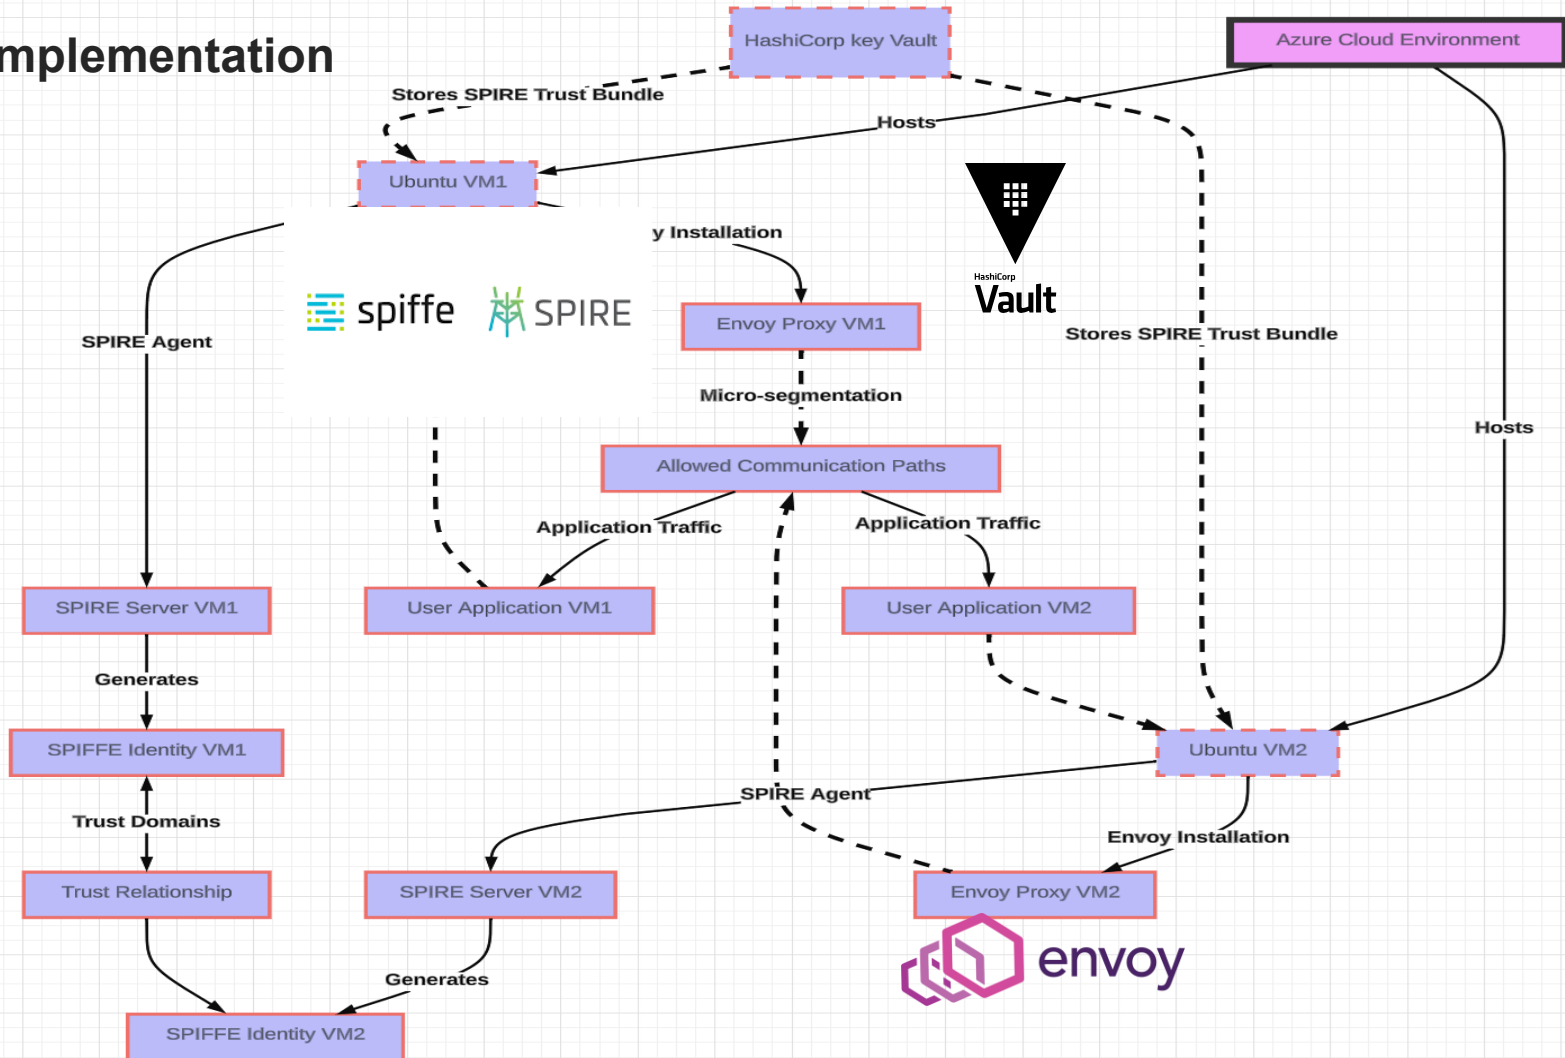 mplementation
HashiCorp key Vault
Azure Cloud Environment
Stores SPIRE Trust Bundle
Hosts
Ubuntu VM1
y Installation
HashiCorp
Vault
spiffe
SPIRE
Envoy Proxy VM1
SPIRE Agent
Stores SPIRE Trust Bundle
Micro-segmentation
Hosts
Allowed Communication Paths
Application Traffic
Application Traffic
SPIRE Server VM1
User Application VM1
User Application VM2
Generates
SPIFFE Identity VM1
Ubuntu VM2
SPIRE Agent
Trust Domains
Envoy Installation
Trust Relationship
SPIRE Server VM2
Envoy Proxy VM2
envoy
Generates
SPIFFE Identity VM2